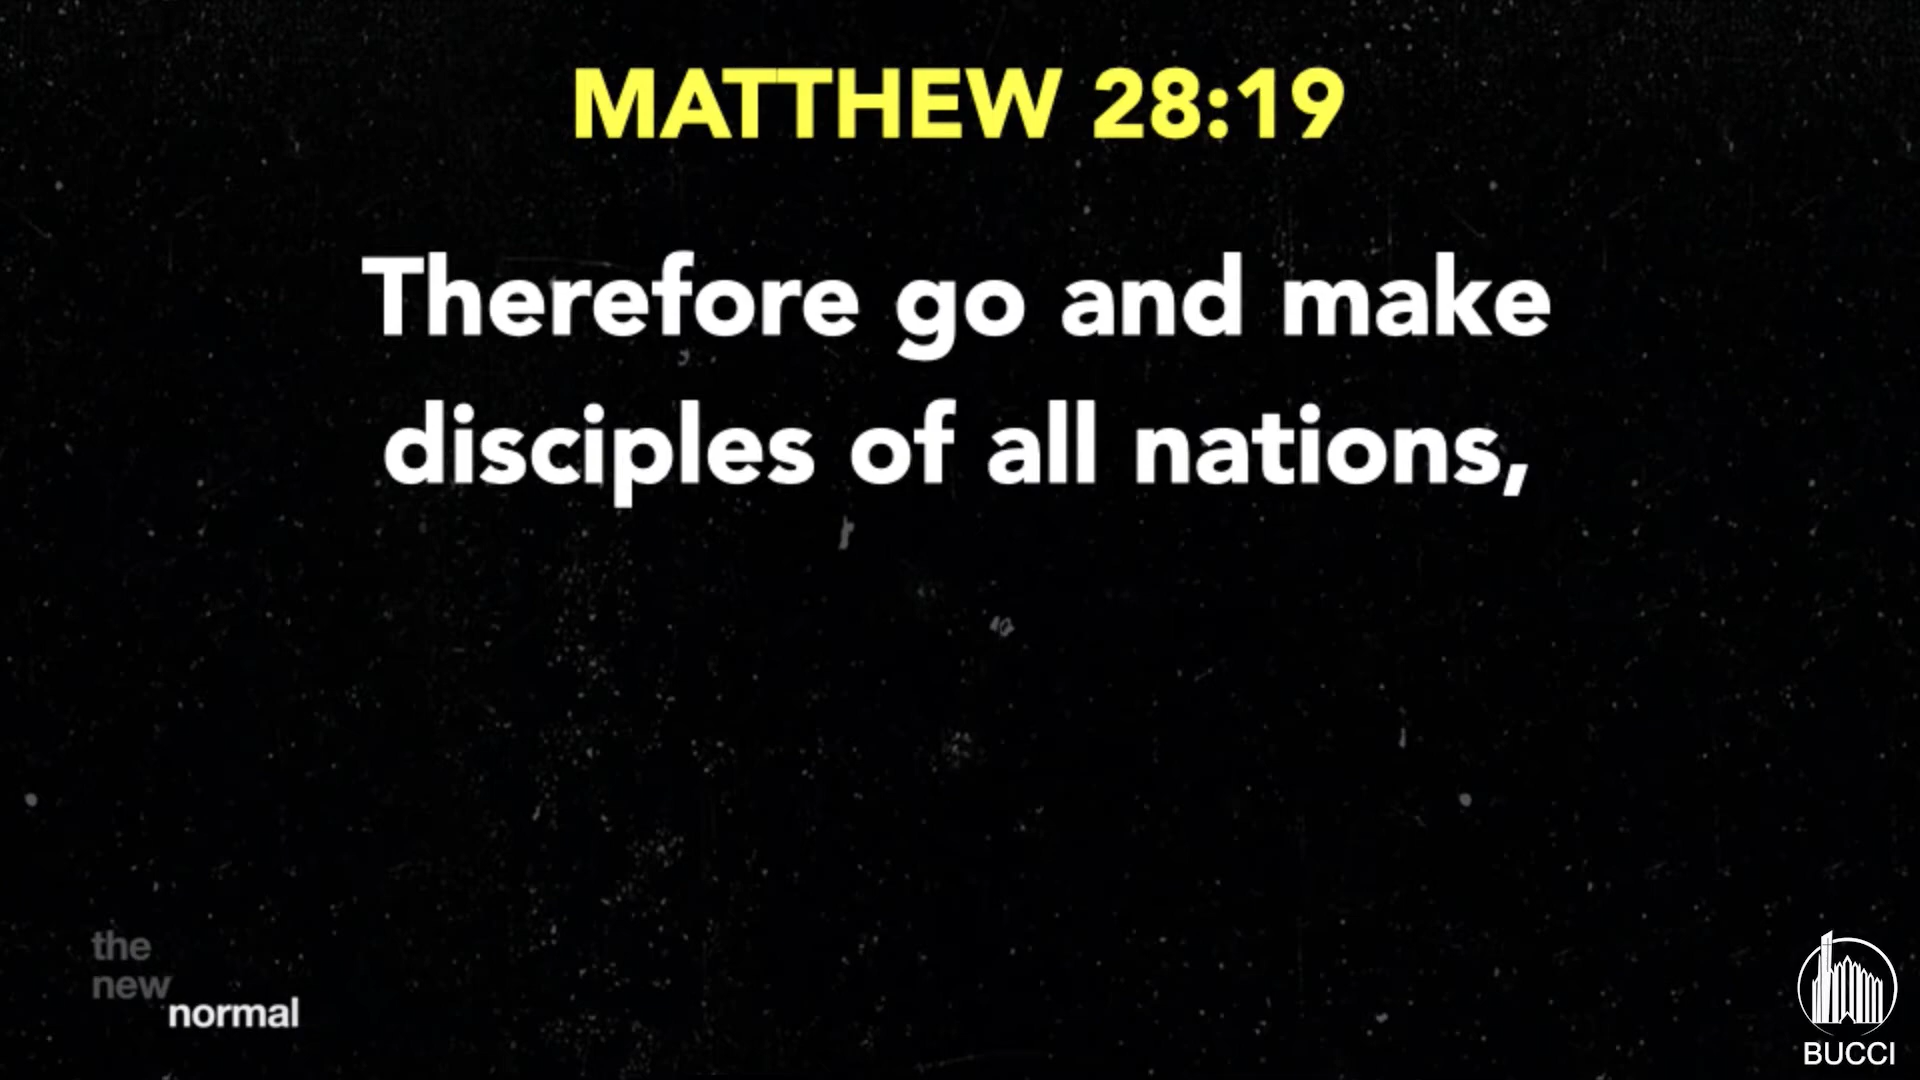 MATTHEW 28:19
Therefore go and make
disciples of all nations,
the
new
normal
BUCCI